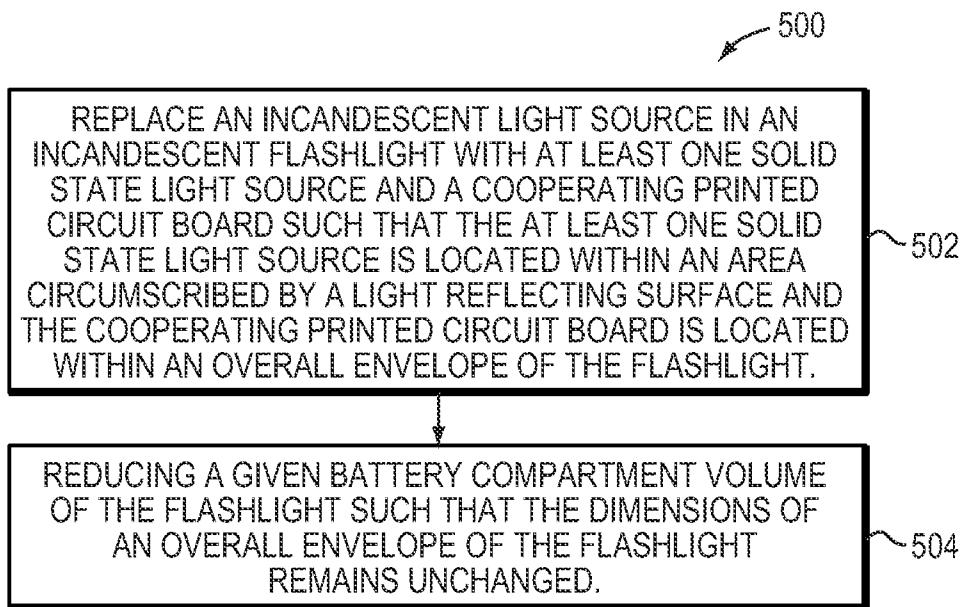 500
REPLACE AN INCANDESCENT LIGHT SOURCE IN AN
INCANDESCENT FLASHLIGHT WITH AT LEAST ONE SOLID
STATE LIGHT SOURCE AND A COOPERATING PRINTED
CIRCUIT BOARD SUCH THAT THE AT LEAST ONE SOLID
STATE LIGHT SOURCE IS LOCATED WITHIN AN AREA
CIRCUMSCRIBED BY A LIGHT REFLECTING SURFACE AND
THE COOPERATING PRINTED CIRCUIT BOARD IS LOCATED
WITHIN AN OVERALL ENVELOPE OF THE FLASHLIGHT.
502
REDUCING A GIVEN BATTERY COMPARTMENT VOLUME
OF THE FLASHLIGHT SUCH THAT THE DIMENSIONS OF
AN OVERALL ENVELOPE OF THE FLASHLIGHT
REMAINS UNCHANGED.
504